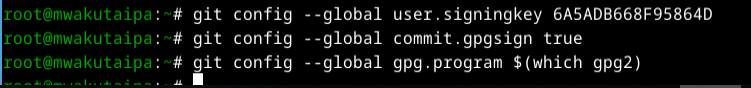 root@mwakutaipa:~# git config --global user.signingkey 6A5ADB668F95864D
root@mwakutaipa:~# git config --global commit.gpgsign true
root@mwakutaipa:~# git config --global gpg.program $(which gpg2)
root@mwakutaipa:~#